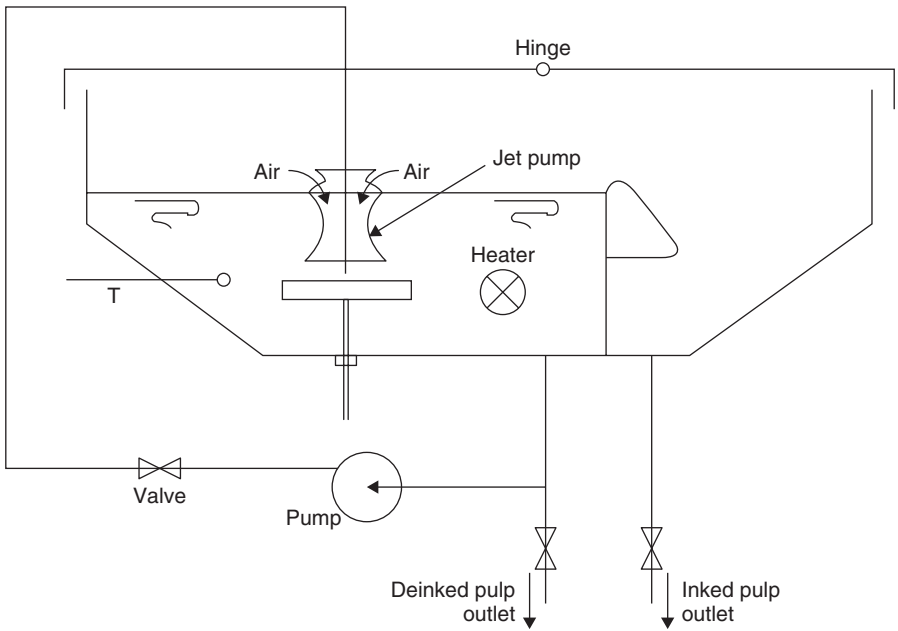 Hinge
Air
Air
Jet pump
Heater
T
Valve
Pump
Deinked pulp
outlet
Inked pulp
outlet